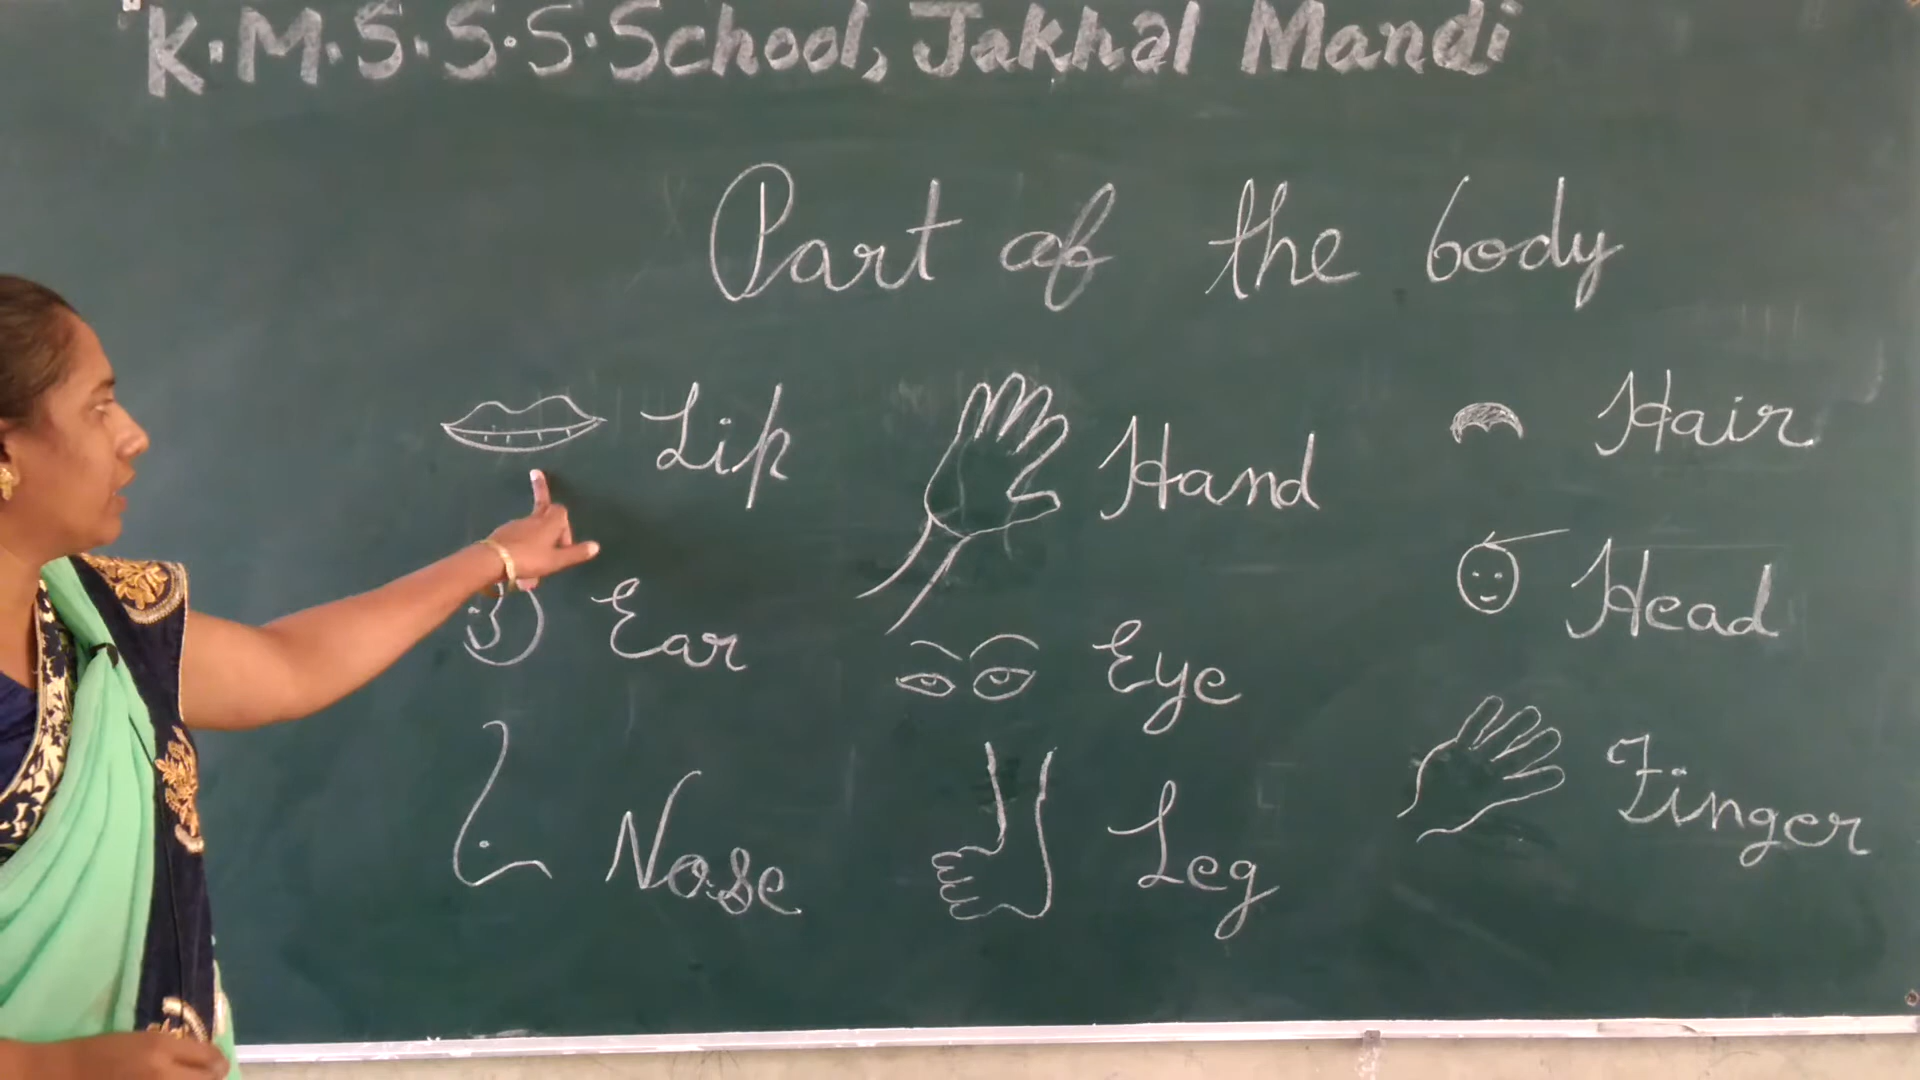 K.M.S.S.S.School, Jakhal Mandi
Part of the body
Lip Hand Hair
Ear Eye Head
Nose Leg Finger